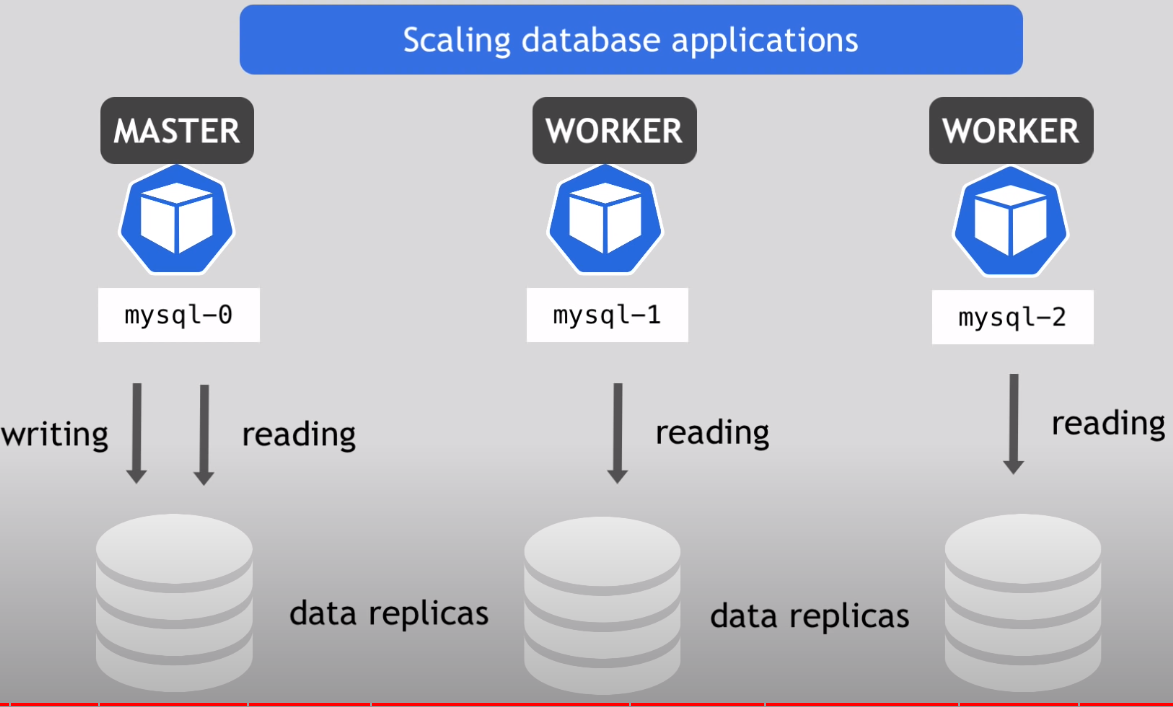 Scaling database applications
MASTER
WORKER
WORKER
mysql-0
mysql-1
mysql-2
writing
reading
reading
reading
data replicas
data replicas